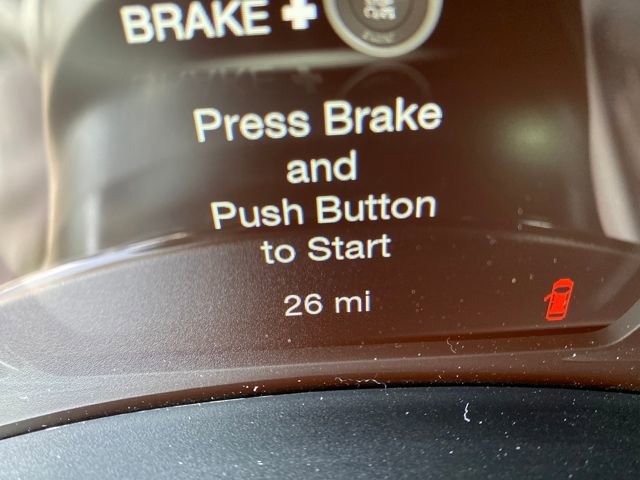 BRAKE +
Press Brake
and
Push Button
to Start
26 mi